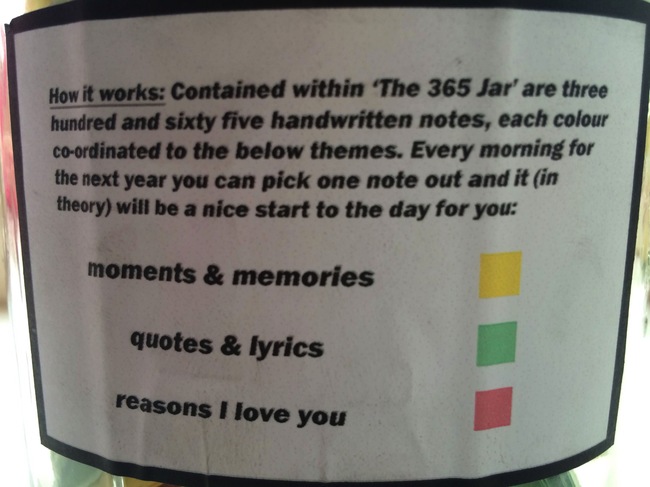 How it works: Contained within 'The 365 Jar' are three
hundred and sixty five handwritten notes, each colour
co-ordinated to the below themes. Every morning for
the next year you can pick one note out and it (in
theory) will be a nice start to the day for you:
moments & memories
quotes & lyrics
reasons I love you